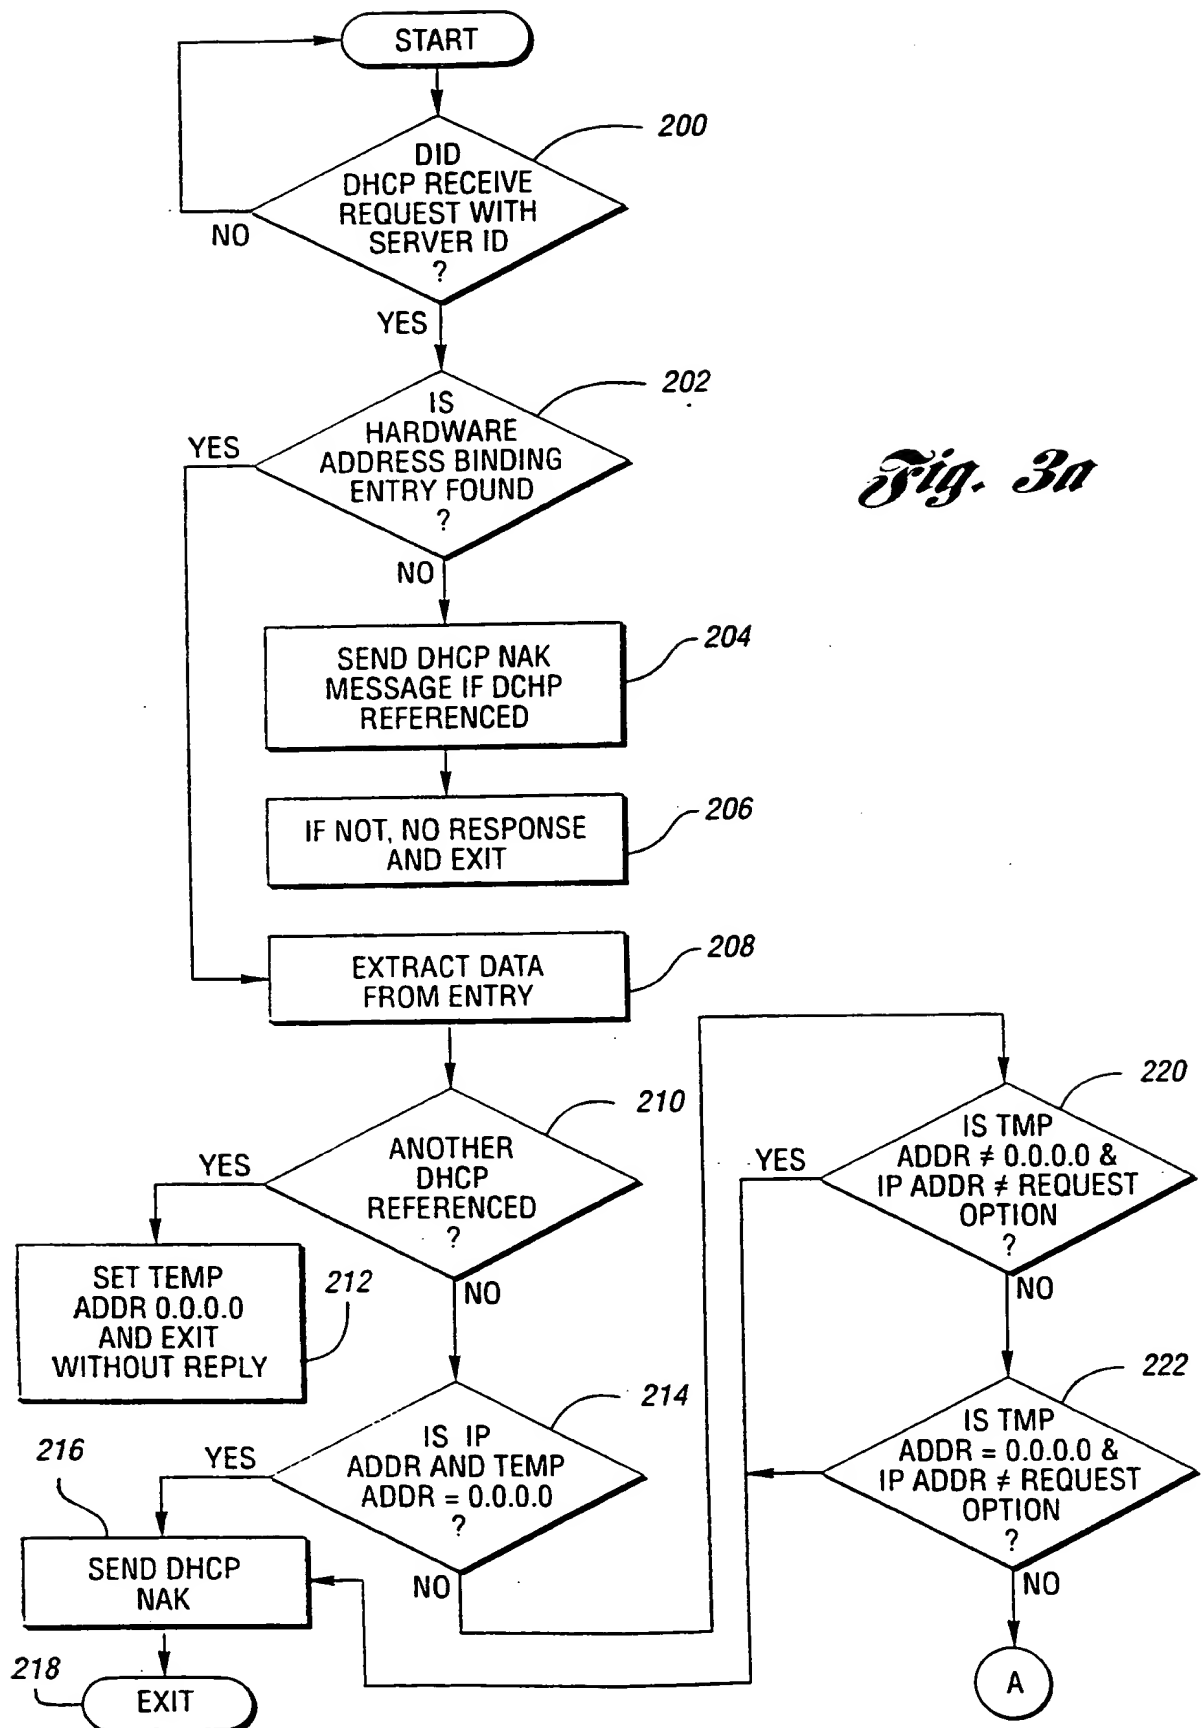 START
200
DID
DHCP RECEIVE
REQUEST WITH
SERVER ID
?
NO
YES
202
IS
HARDWARE
ADDRESS BINDING
ENTRY FOUND
?
YES
NO
Fig. 3a
204
SEND DHCP NAK
MESSAGE IF DCHP
REFERENCED
206
IF NOT, NO RESPONSE
AND EXIT
208
EXTRACT DATA
FROM ENTRY
210
ANOTHER
DHCP
REFERENCED
?
YES
NO
212
SET TEMP
ADDR 0.0.0.0
AND EXIT
WITHOUT REPLY
214
IS IP
ADDR AND TEMP
ADDR = 0.0.0.0
?
YES
NO
216
SEND DHCP
NAK
218
EXIT
220
IS TMP
ADDR ≠ 0.0.0.0 &
IP ADDR ≠ REQUEST
OPTION
?
YES
NO
222
IS TMP
ADDR = 0.0.0.0 &
IP ADDR ≠ REQUEST
OPTION
?
NO
A